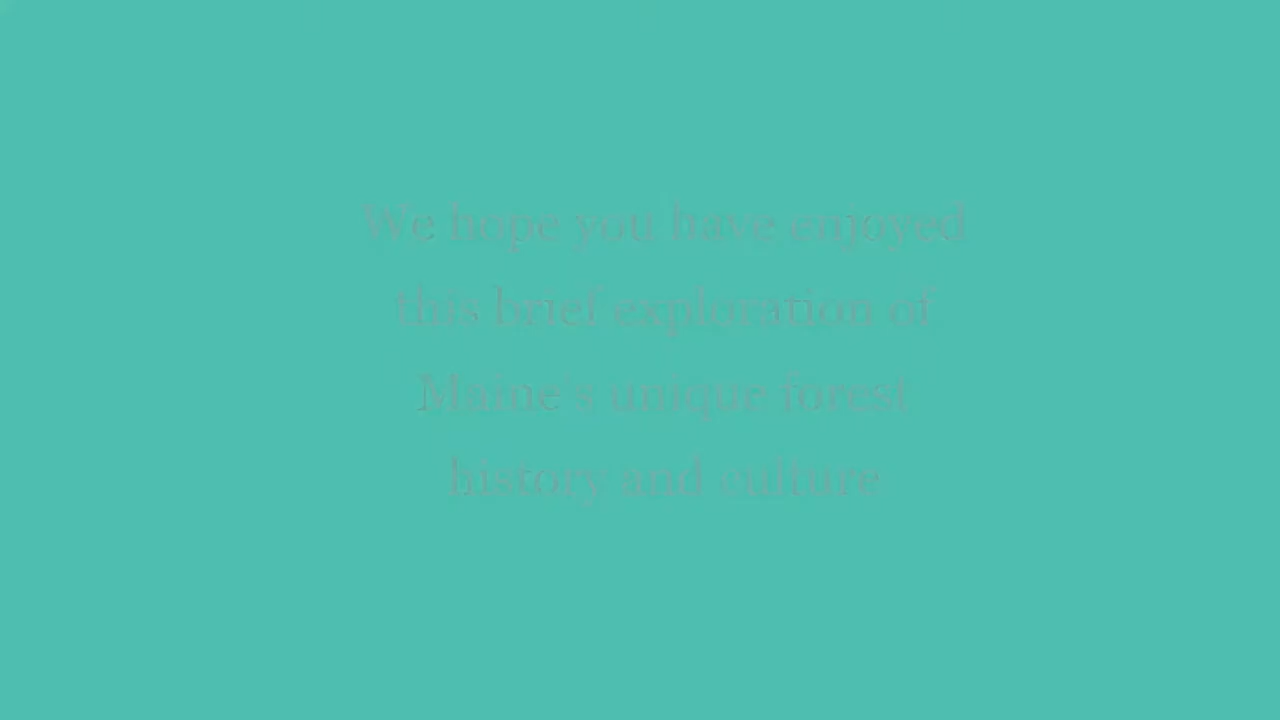 We hope you have enjoyed
this brief exploration of
Maine's unique forest
history and culture